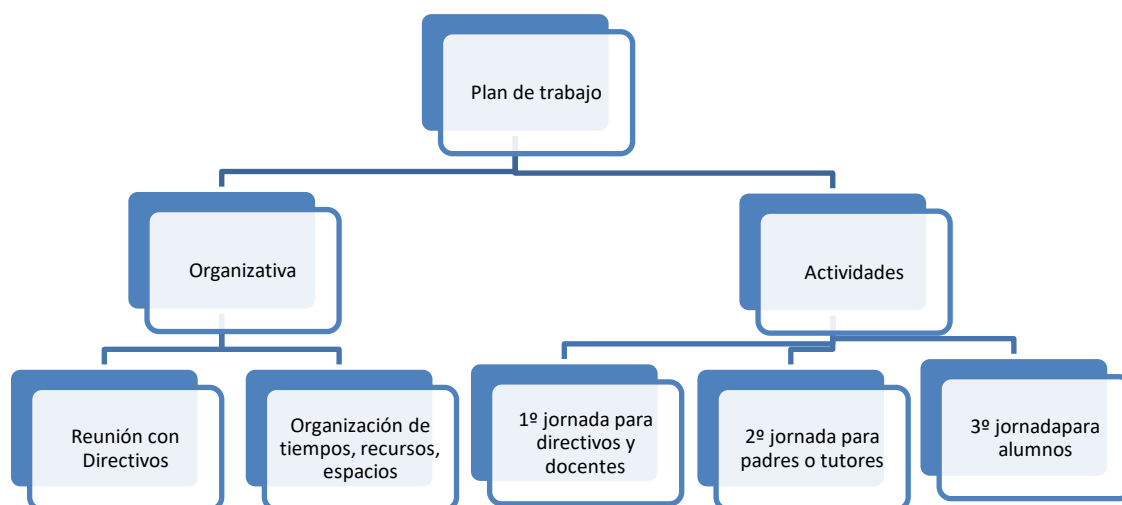 Plan de trabajo
Organizativa
Actividades
Reunión con
Directivos
Organización de
tiempos, recursos,
espacios
1º jornada para
directivos y
docentes
2º jornada para
padres o tutores
3º jornadapara
alumnos